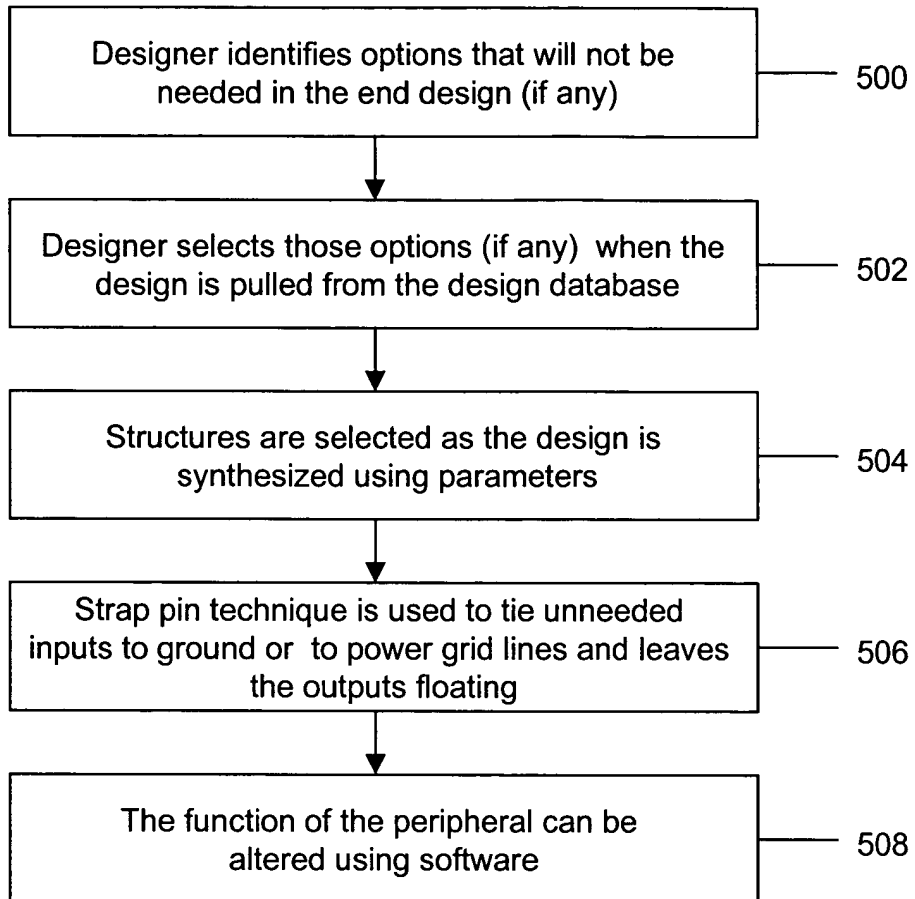 Designer identifies options that will not be
needed in the end design (if any)
500
Designer selects those options (if any) when the
design is pulled from the design database
502
Structures are selected as the design is
synthesized using parameters
504
Strap pin technique is used to tie unneeded
inputs to ground or to power grid lines and leaves
the outputs floating
506
The function of the peripheral can be
altered using software
508